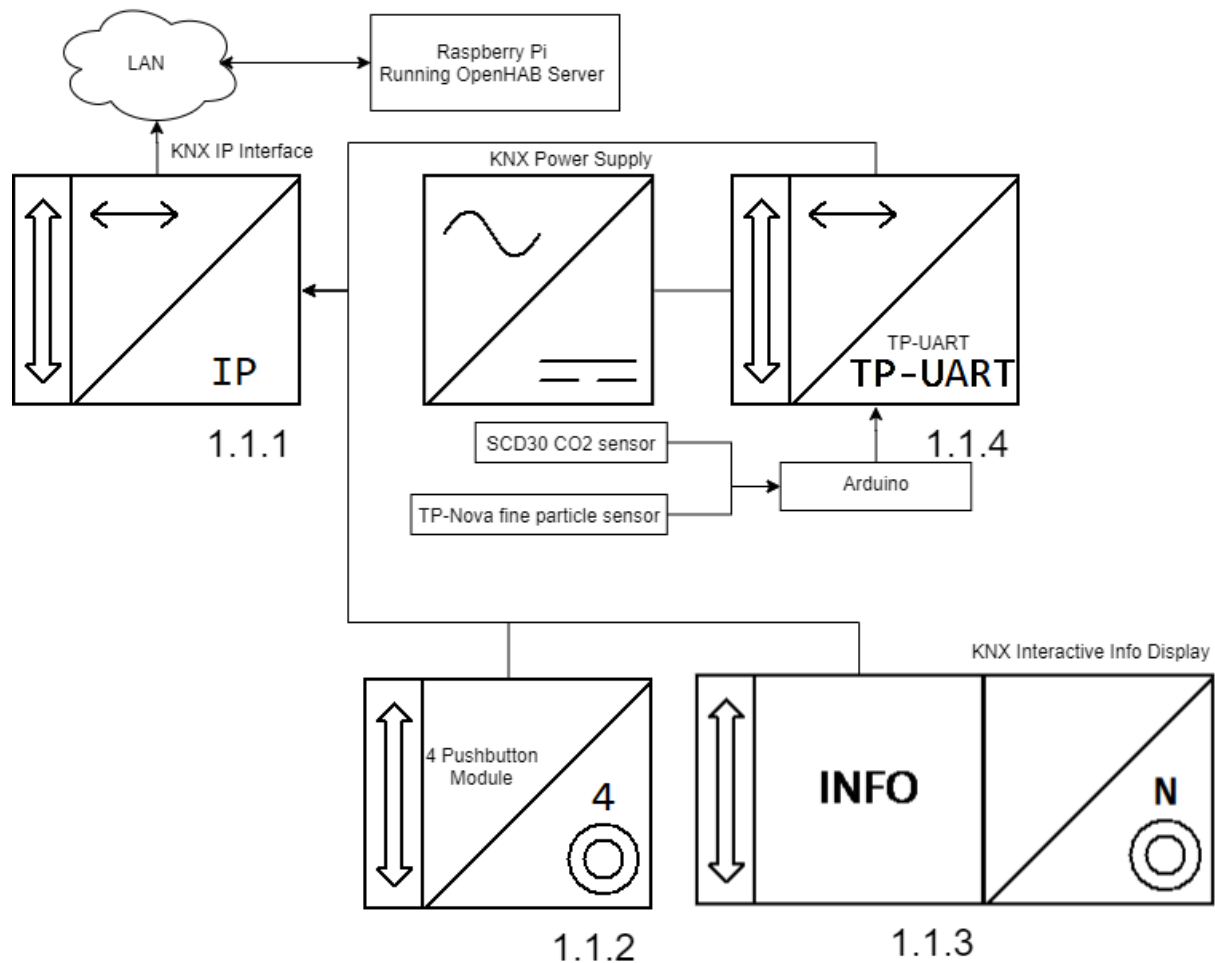 LAN
Raspberry Pi
Running OpenHAB Server
KNX IP Interface
KNX Power Supply
IP
TP-UART
TP-UART
1.1.1
1.1.4
SCD30 CO2 sensor
Arduino
TP-Nova fine particle sensor
KNX Interactive Info Display
4 Pushbutton
Module
4
INFO
N
1.1.2
1.1.3